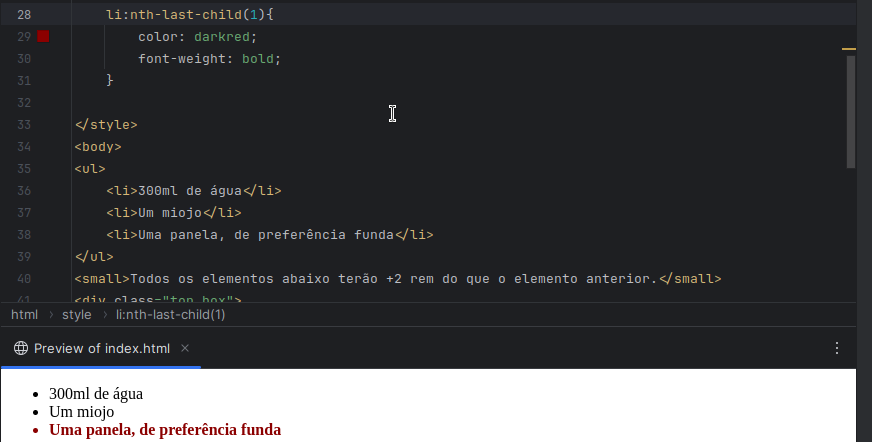 28 li:nth-last-child(1){
29 color: darkred;
30 font-weight: bold;
31 }
32
33 </style>
34 <body>
35 <ul>
36 <li>300ml de água</li>
37 <li>Um miojo</li>
38 <li>Uma panela, de preferência funda</li>
39 </ul>
40 <small>Todos os elementos abaixo terão +2 rem do que o elemento anterior.</small>
41 <div class="top box">
html › style › li:nth-last-child(1)
Preview of index.html ×
• 300ml de água
• Um miojo
• Uma panela, de preferência funda